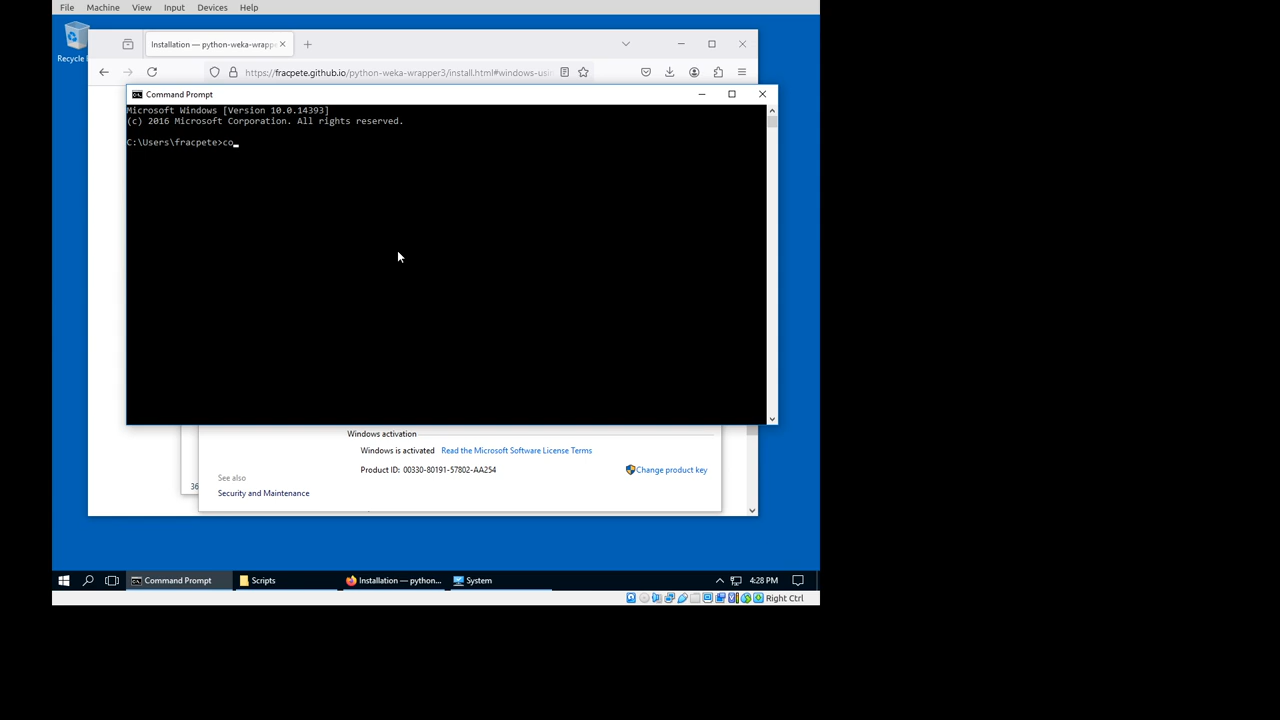 File Machine View Input Devices Help
Recycle
Installation — python-weka-wrappe
https://fracpete.github.io/python-weka-wrapper3/install.html#windows-usi
Command Prompt
Microsoft Windows [Version 10.0.14393]
(c) 2016 Microsoft Corporation. All rights reserved.
C:\Users\fracpete>co
Windows activation
Windows is activated Read the Microsoft Software License Terms
Product ID: 00330-80191-57802-AA254 Change product key
See also
36
Security and Maintenance
Command Prompt Scripts Installation — python... System 4:28 PM
Right Ctrl